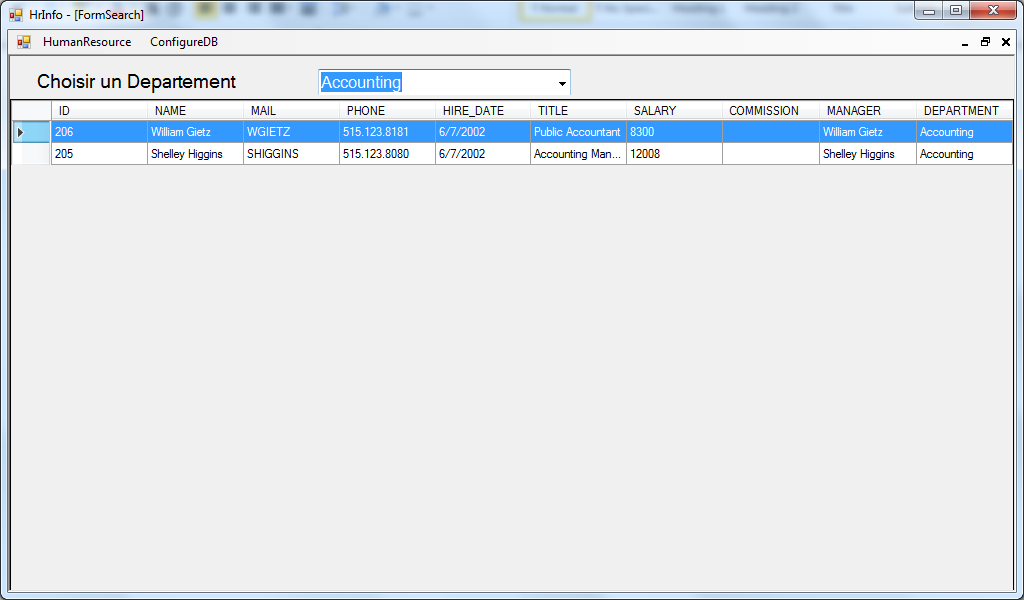 HrInfo - [FormSearch]
HumanResource ConfigureDB
Choisir un Departement Accounting
ID NAME MAIL PHONE HIRE_DATE TITLE SALARY COMMISSION MANAGER DEPARTMENT
206 William Gietz WGIETZ 515.123.8181 6/7/2002 Public Accountant 8300 William Gietz Accounting
205 Shelley Higgins SHIGGINS 515.123.8080 6/7/2002 Accounting Man... 12008 Shelley Higgins Accounting